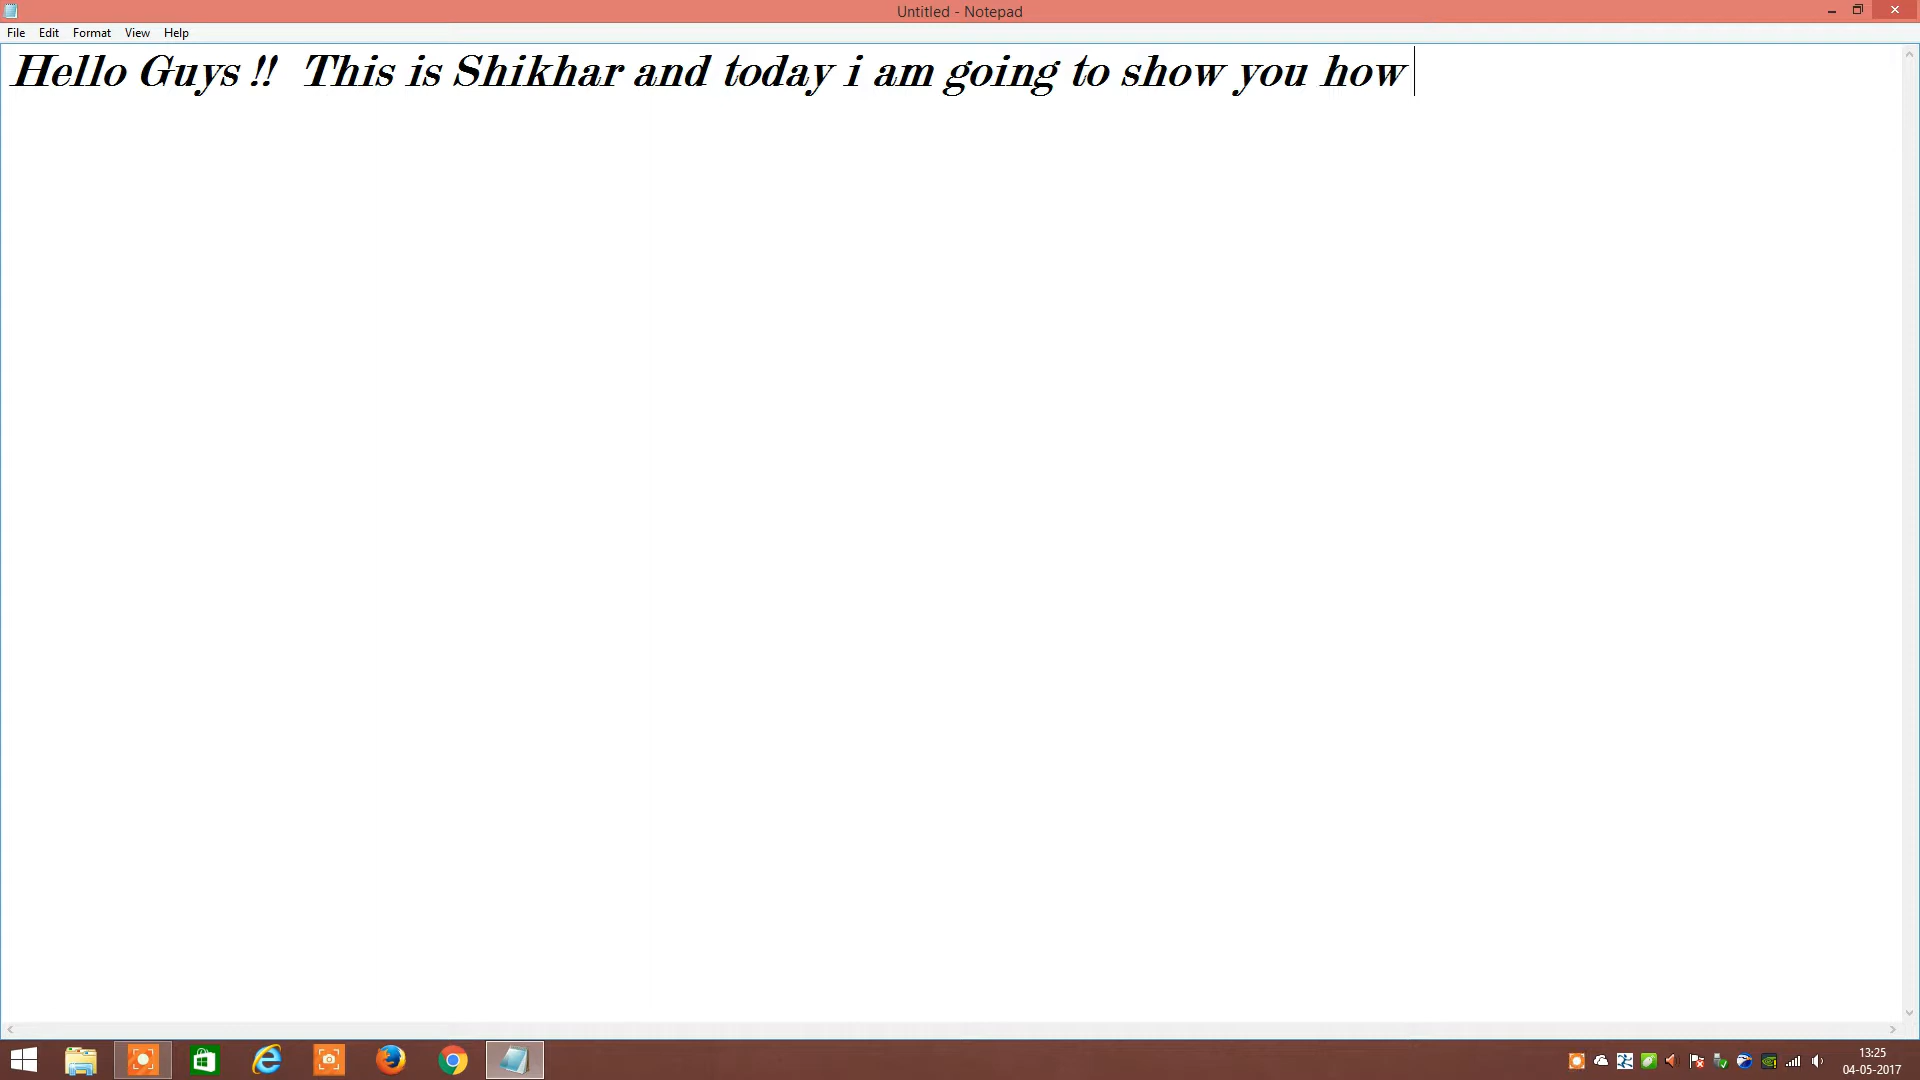 Untitled - Notepad
File Edit Format View Help
Hello Guys !!  This is Shikhar and today i am going to show you how
13:25
04-05-2017